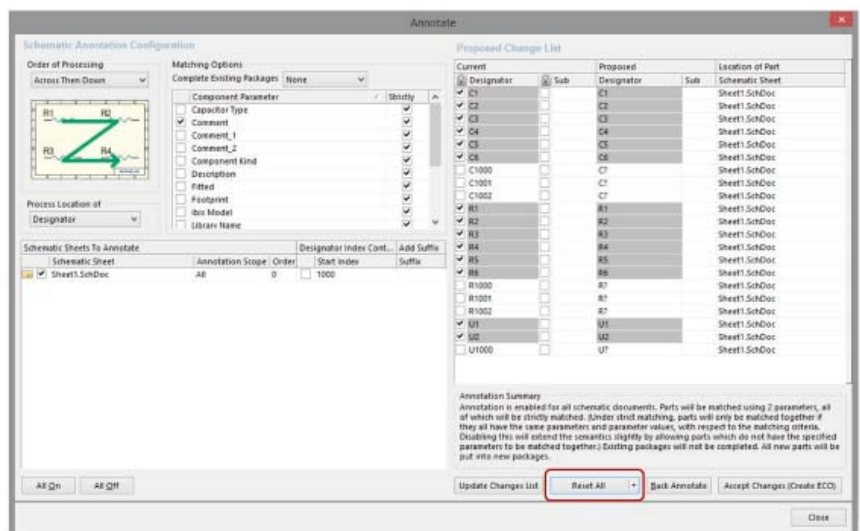 Annotate
Schematic Annotation Configuration
Order of Processing
Across Then Down
R1 R2
R3 R4
Process Location of
Designator
Matching Options
Complete Existing Packages None
Component Parameter Strictly
Capacitor Type
Comment
Comment_1
Comment_2
Component Kind
Description
Fitted
Footprint
Ibis Model
Library Name
Schematic Sheets To Annotate Designator Index Cont... Add Suffix
Schematic Sheet Annotation Scope Order Start Index Suffix
Sheet1.SchDoc All 0 1000
All On All Off
Proposed Change List
Current Proposed Location of Part
Designator Sub Designator Sub Schematic Sheet
C1 C1 Sheet1.SchDoc
C2 C2 Sheet1.SchDoc
C3 C3 Sheet1.SchDoc
C4 C4 Sheet1.SchDoc
C5 C5 Sheet1.SchDoc
C6 C6 Sheet1.SchDoc
C1000 C? Sheet1.SchDoc
C1001 C? Sheet1.SchDoc
C1002 C? Sheet1.SchDoc
R1 R1 Sheet1.SchDoc
R2 R2 Sheet1.SchDoc
R3 R3 Sheet1.SchDoc
R4 R4 Sheet1.SchDoc
R5 R5 Sheet1.SchDoc
R6 R6 Sheet1.SchDoc
R1000 R? Sheet1.SchDoc
R1001 R? Sheet1.SchDoc
R1002 R? Sheet1.SchDoc
U1 U1 Sheet1.SchDoc
U2 U2 Sheet1.SchDoc
U1000 U? Sheet1.SchDoc
Annotation Summary
Annotation is enabled for all schematic documents. Parts will be matched using 2 parameters, all
of which will be strictly matched. (Under strict matching, parts will only be matched together if
they all have the same parameters and parameter values, with respect to the matching criteria.
Disabling this will extend the semantics slightly by allowing parts which do not have the specified
parameters to be matched together.) Existing packages will not be completed. All new parts will be
put into new packages.
Update Changes List Reset All Back Annotate Accept Changes (Create ECO)
Close